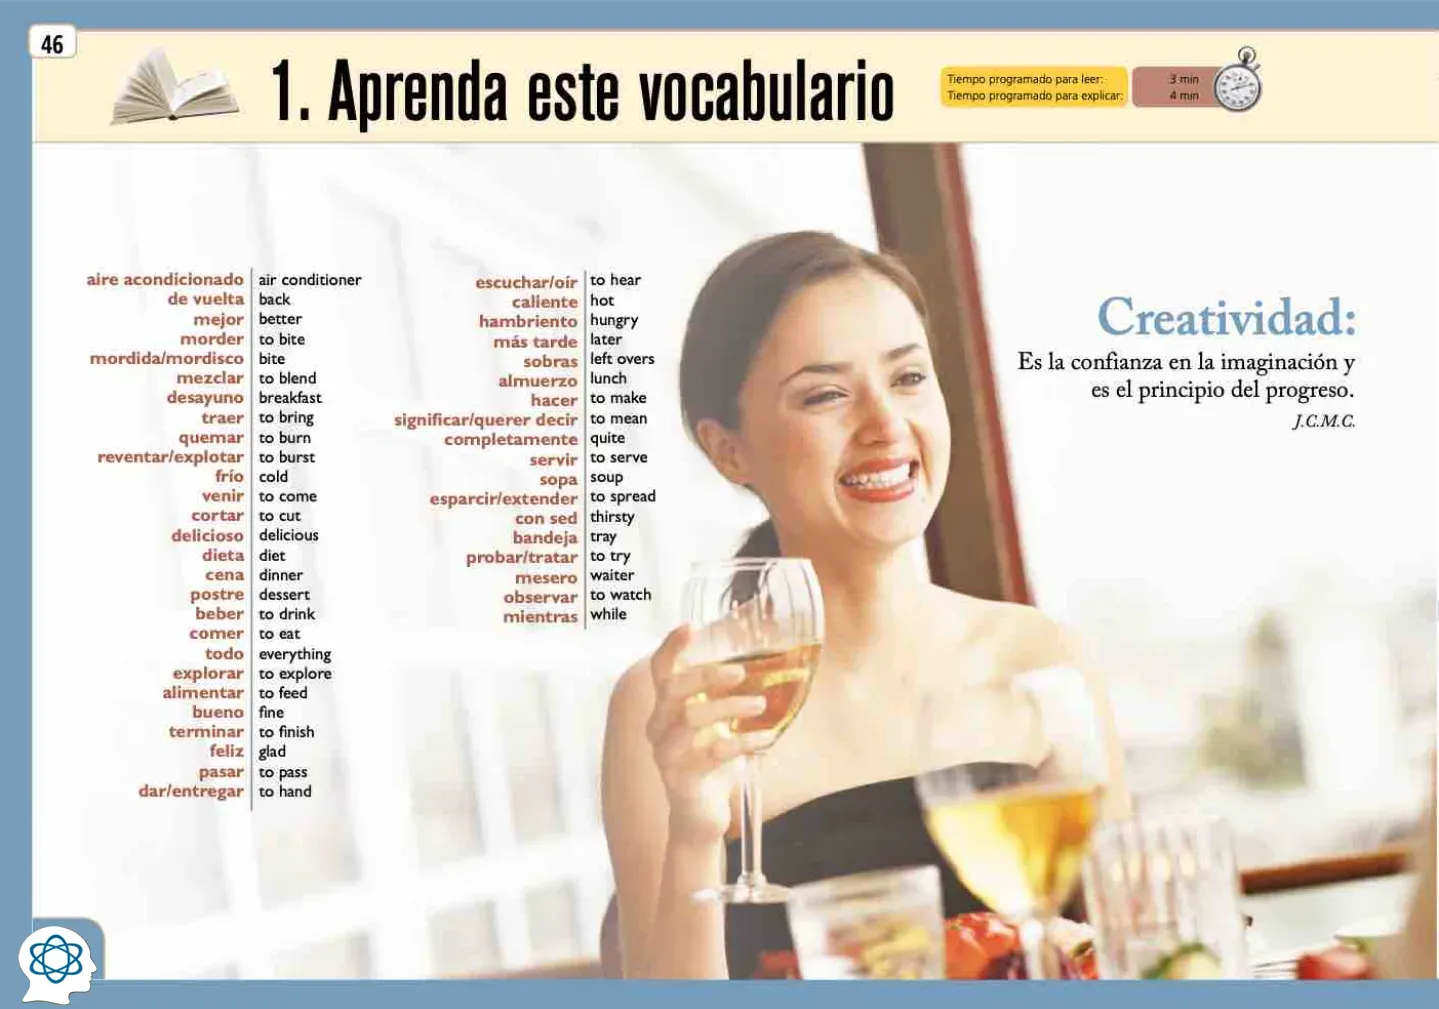 46
1. Aprenda este vocabulario
Tiempo programado para leer: 3 min
Tiempo programado para explicar: 4 min
aire acondicionado air conditioner
de vuelta back
mejor better
morder to bite
mordida/mordisco bite
mezclar to blend
desayuno breakfast
traer to bring
quemar to burn
reventar/explotar to burst
frío cold
venir to come
cortar to cut
delicioso delicious
dieta diet
cena dinner
postre dessert
beber to drink
comer to eat
todo everything
explorar to explore
alimentar to feed
bueno fine
terminar to finish
feliz glad
pasar to pass
dar/entregar to hand
escuchar/oír to hear
caliente hot
hambriento hungry
más tarde later
sobras left overs
almuerzo lunch
hacer to make
significar/querer decir to mean
completamente quite
servir to serve
sopa soup
esparcir/extender to spread
con sed thirsty
bandeja tray
probar/tratar to try
mesero waiter
observar to watch
mientras while
Creatividad:
Es la confianza en la imaginación y
es el principio del progreso.
J.C.M.C.